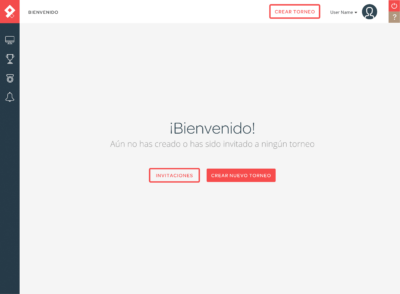 BIENVENIDO
CREAR TORNEO
User Name
?
¡Bienvenido!
Aún no has creado o has sido invitado a ningún torneo
INVITACIONES
CREAR NUEVO TORNEO